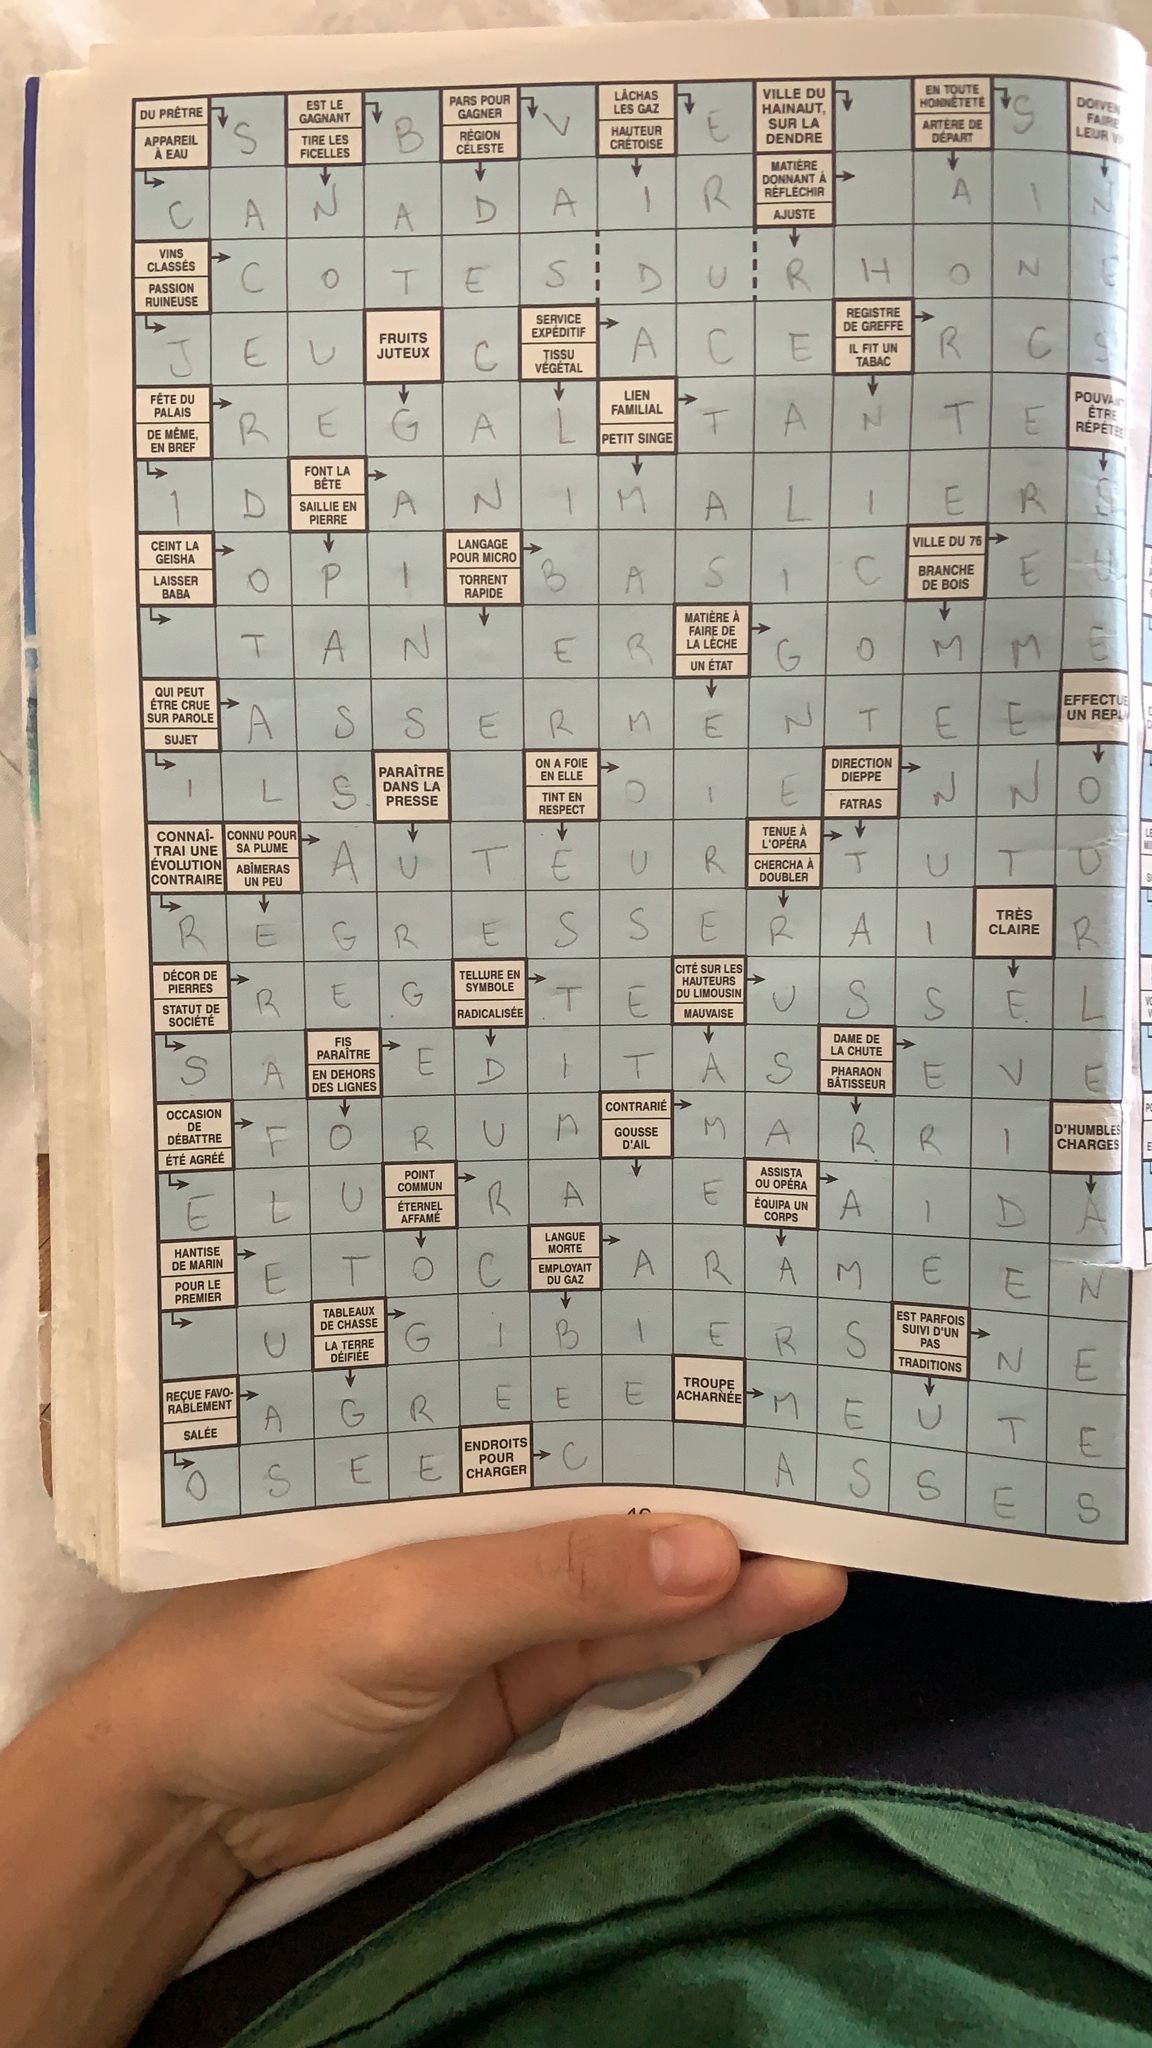 DU PRÊTRE
APPAREIL À EAU
S
EST LE GAGNANT
TIRE LES FICELLES
B
PARS POUR GAGNER
RÉGION CÉLESTE
V
LÂCHAS LES GAZ
HAUTEUR CRÉTOISE
E
VILLE DU HAINAUT, SUR LA DENDRE
EN TOUTE HONNÊTETÉ
ARTÈRE DE DÉPART
S
DOIVEN
FAIRE
LEUR
C A N A D A I R
MATIÈRE DONNANT À RÉFLÉCHIR
AJUSTE
A I N
VINS CLASSÉS
PASSION RUINEUSE
C O T E S D U R H O N E
J E U
FRUITS JUTEUX
C
SERVICE EXPÉDITIF
TISSU VÉGÉTAL
A C E
REGISTRE DE GREFFE
IL FIT UN TABAC
R C S
FÊTE DU PALAIS
DE MÊME, EN BREF
R E G A L
LIEN FAMILIAL
PETIT SINGE
T A N T E
POUVA
ÊTRE
RÉPÉTÉE
I D
FONT LA BÊTE
SAILLIE EN PIERRE
A N I M A L I E R S
CEINT LA GEISHA
LAISSER BABA
O P I
LANGAGE POUR MICRO
TORRENT RAPIDE
B A S I C
VILLE DU 76
BRANCHE DE BOIS
E U
T A N E R
MATIÈRE À FAIRE DE LA LÈCHE
UN ÉTAT
G O M M E
QUI PEUT ÊTRE CRUE SUR PAROLE
SUJET
A S S E R M E N T E E
EFFECTUE
UN
I L S
PARAÎTRE DANS LA PRESSE
ON A FOIE EN ELLE
TINT EN RESPECT
O I E
DIRECTION DIEPPE
FATRAS
N N O
CONNAÎ-TRAI UNE ÉVOLUTION CONTRAIRE
CONNU POUR SA PLUME
ABÎMERAS UN PEU
A U T E U R
TENUE À L'OPÉRA
CHERCHA À DOUBLER
T U T U
R E G R E S S E R A I
TRÈS CLAIRE
R
DÉCOR DE PIERRES
STATUT DE SOCIÉTÉ
R E G
TELLURE EN SYMBOLE
RADICALISÉE
T E
CITÉ SUR LES HAUTEURS DU LIMOUSIN
MAUVAISE
U S S E L
S A
FIS PARAÎTRE
EN DEHORS DES LIGNES
E D I T A S
DAME DE LA CHUTE
PHARAON BÂTISSEUR
E V E
OCCASION DE DÉBATTRE
ÉTÉ AGRÉÉ
F O R U M
CONTRARIÉ
GOUSSE D'AIL
M A R R I
D'HUMBLES CHARGES
E L U
POINT COMMUN
ÉTERNEL AFFAMÉ
R A E
ASSISTA OU OPÉRA
ÉQUIPA UN CORPS
A I D A
HANTISE DE MARIN
POUR LE PREMIER
E T O C
LANGUE MORTE
EMPLOYAIT DU GAZ
A R A M E E N
U
TABLEAUX DE CHASSE
LA TERRE DÉIFIÉE
G I B I E R S
EST PARFOIS SUIVI D'UN PAS
TRADITIONS
N E
REÇUE FAVO-RABLEMENT
SALÉE
A G R E E E
TROUPE ACHARNÉE
M E U T E
O S E E
ENDROITS POUR CHARGER
C A S S E S